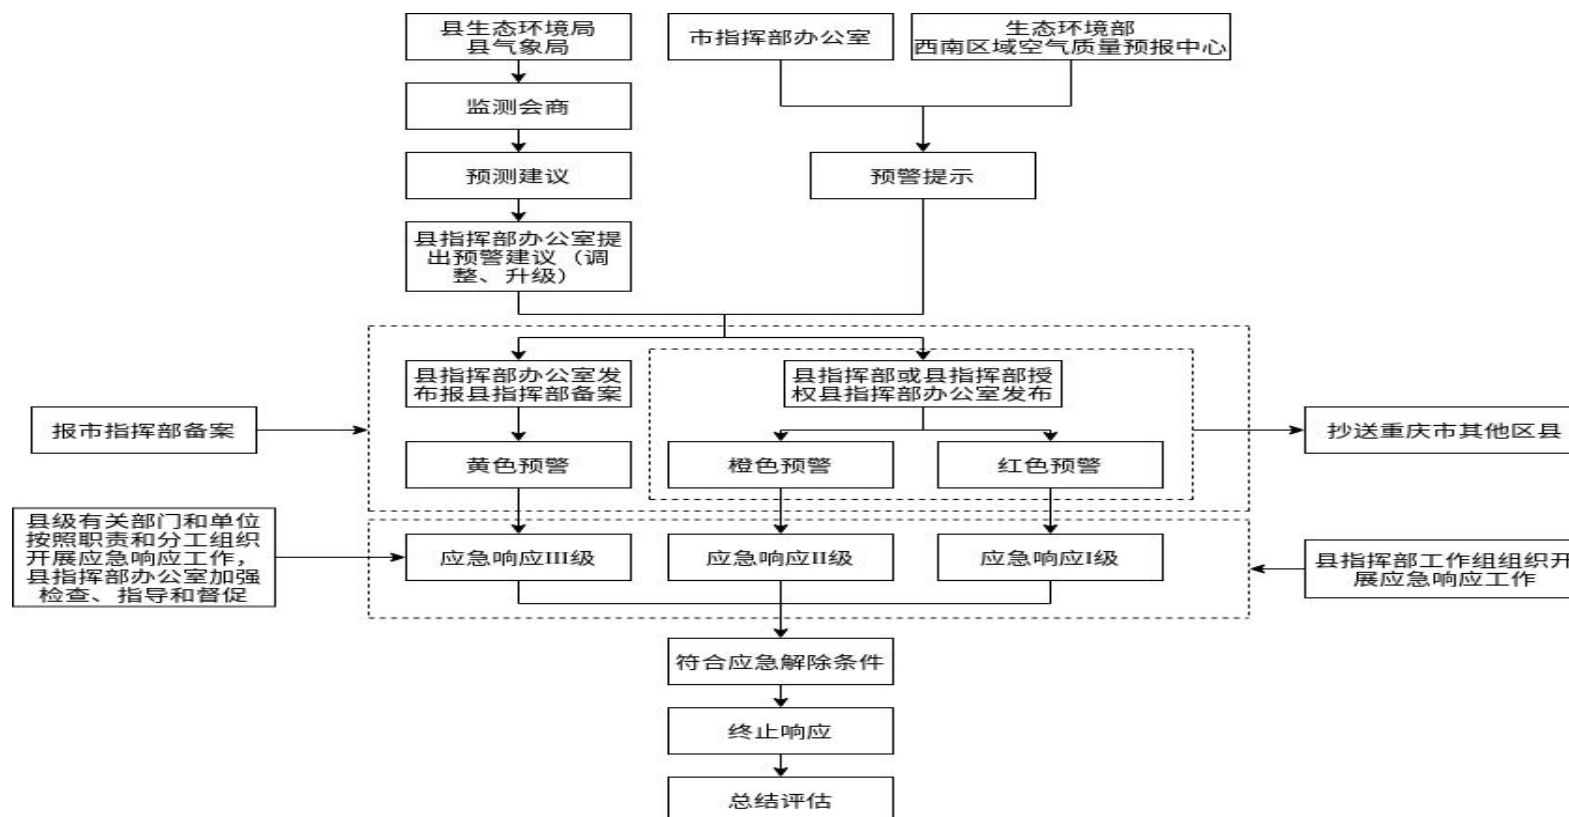 县生态环境局
县气象局
市指挥部办公室
生态环境部
西南区域空气质量预报中心
监测会商
预测建议
预警提示
县指挥部办公室提
出预警建议（调
整、升级）
县指挥部办公室发
布报县指挥部备案
县指挥部或县指挥部授
权县指挥部办公室发布
报市指挥部备案
抄送重庆市其他区县
黄色预警
橙色预警
红色预警
县级有关部门和单位
按照职责和分工组织
开展应急响应工作，
县指挥部办公室加强
检查、指导和督促
应急响应III级
应急响应II级
应急响应I级
县指挥部工作组组织开
展应急响应工作
符合应急解除条件
终止响应
总结评估